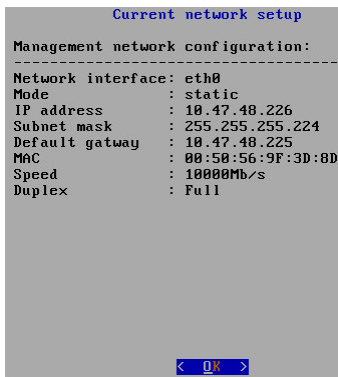 Current network setup
Management network configuration:
-----------------------------------
Network interface: eth0
Mode : static
IP address : 10.47.48.226
Subnet mask : 255.255.255.224
Default gatway : 10.47.48.225
MAC : 00:50:56:9F:3D:8D
Speed : 10000Mb/s
Duplex : Full
< OK >